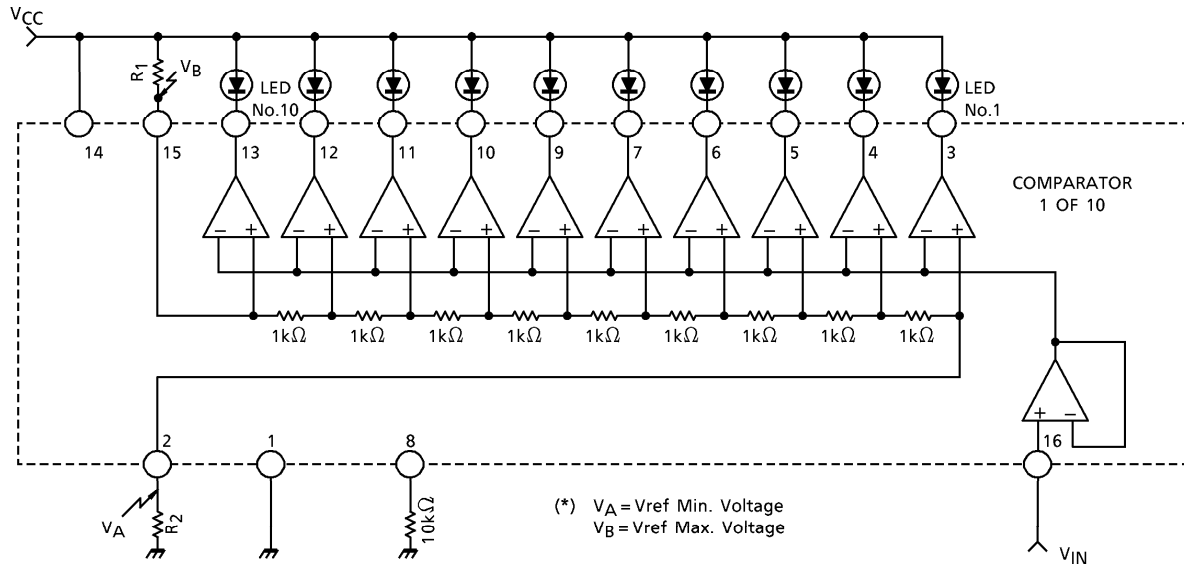 VCC
R1
VB
LED
No.10
LED
No.1
14
15
13
12
11
10
9
7
6
5
4
3
COMPARATOR
1 OF 10
− +
− +
− +
− +
− +
− +
− +
− +
− +
− +
1kΩ
1kΩ
1kΩ
1kΩ
1kΩ
1kΩ
1kΩ
1kΩ
1kΩ
+ −
2
1
8
16
VA
R2
10kΩ
(*) VA = Vref Min. Voltage
VB = Vref Max. Voltage
VIN